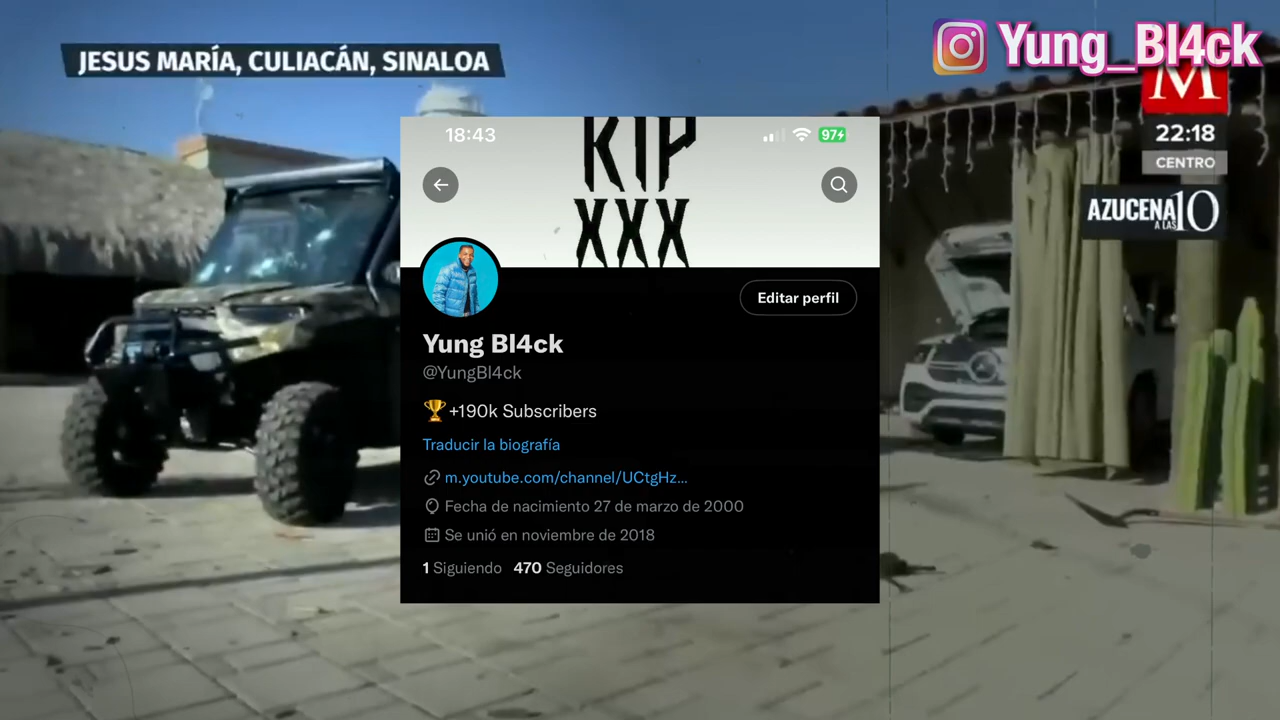 JESUS MARÍA, CULIACÁN, SINALOA
Yung_Bl4ck
M
22:18
CENTRO
AZUCENA
A LAS 10
18:43
97
XXX
Editar perfil
Yung Bl4ck
@YungBl4ck
🏆+190k Subscribers
Traducir la biografía
m.youtube.com/channel/UCtgHz...
Fecha de nacimiento 27 de marzo de 2000
Se unió en noviembre de 2018
1 Siguiendo 470 Seguidores